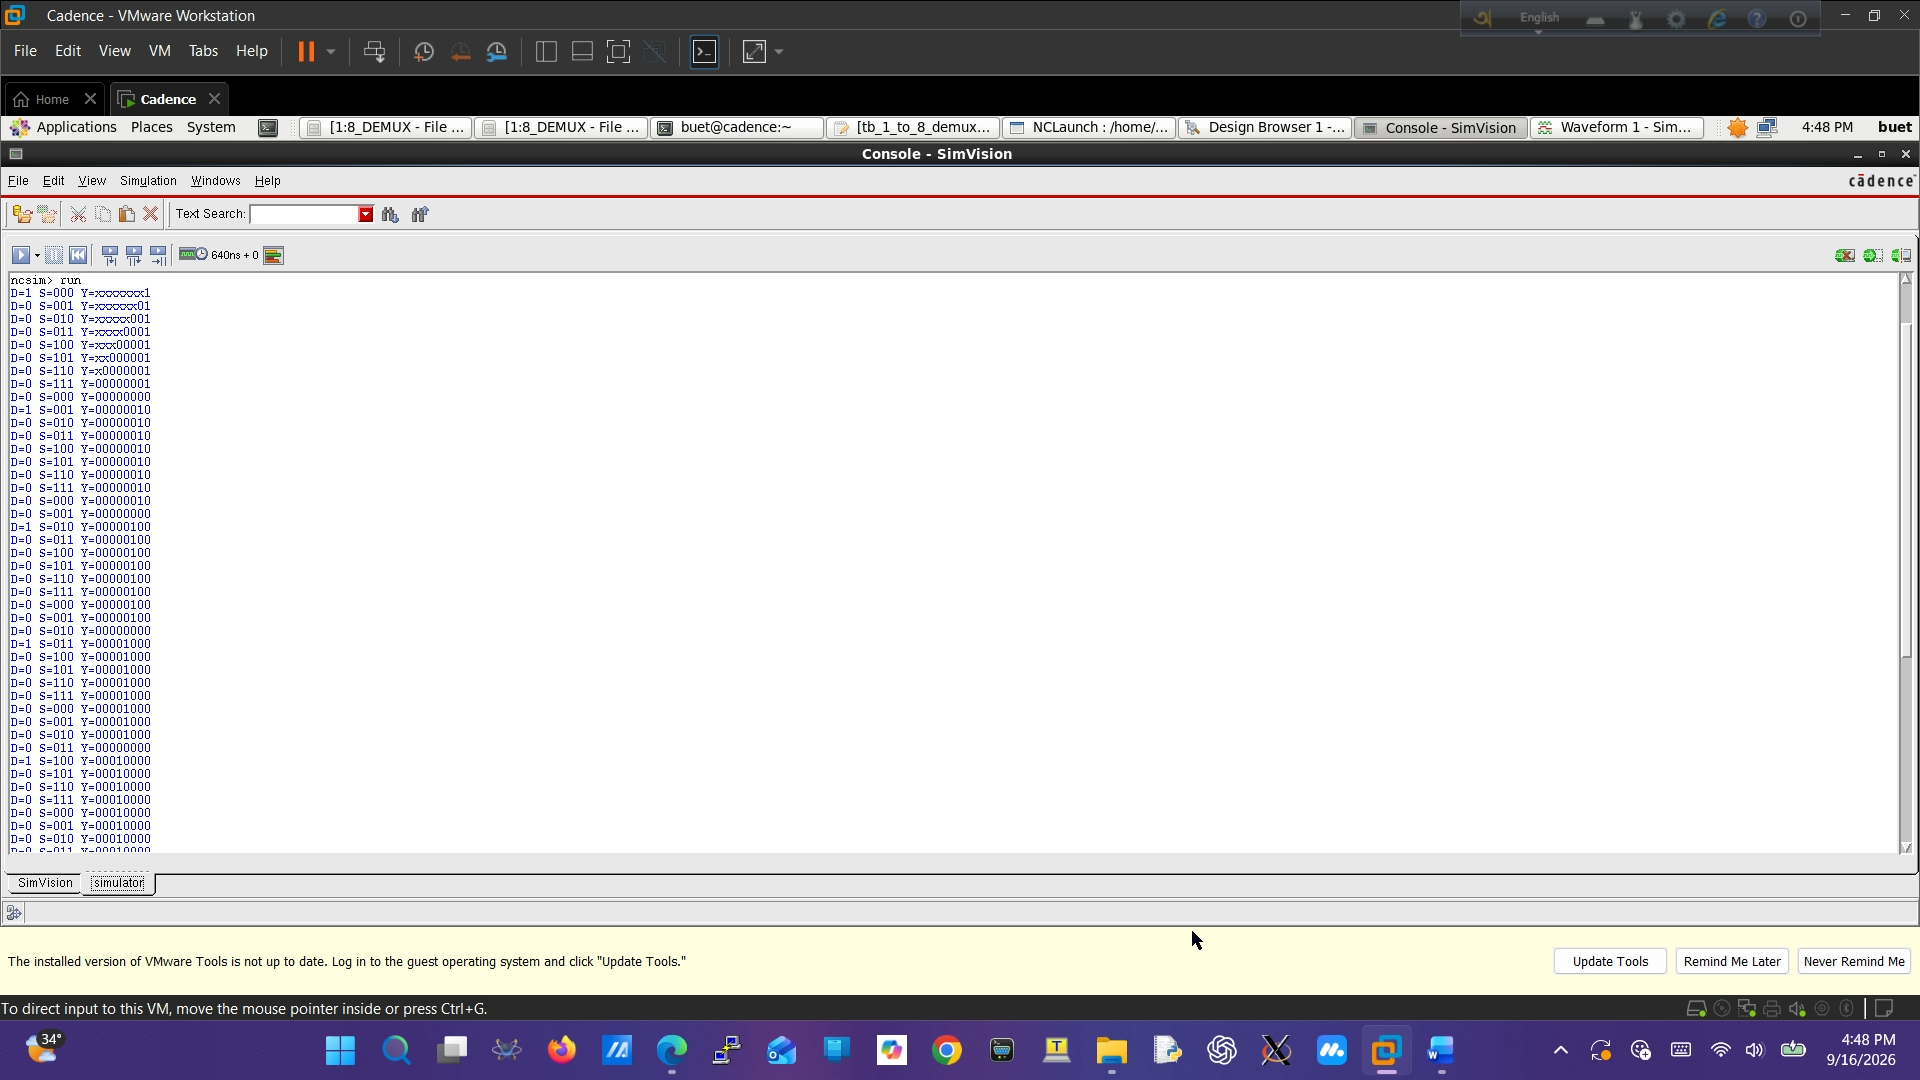 Cadence - VMware Workstation
English
File Edit View VM Tabs Help
Home
Cadence
Applications Places System [1:8_DEMUX - File ... [1:8_DEMUX - File ... buet@cadence:~ [tb_1_to_8_demux... NCLaunch : /home/... Design Browser 1 -... Console - SimVision Waveform 1 - Sim... 4:48 PM buet
Console - SimVision
File Edit View Simulation Windows Help cādence
Text Search:
640ns + 0
ncsim> run
D=1 S=000 Y=xxxxxxx1
D=0 S=001 Y=xxxxxx01
D=0 S=010 Y=xxxxx001
D=0 S=011 Y=xxxx0001
D=0 S=100 Y=xxx00001
D=0 S=101 Y=xx000001
D=0 S=110 Y=x0000001
D=0 S=111 Y=00000001
D=0 S=000 Y=00000000
D=1 S=001 Y=00000010
D=0 S=010 Y=00000010
D=0 S=011 Y=00000010
D=0 S=100 Y=00000010
D=0 S=101 Y=00000010
D=0 S=110 Y=00000010
D=0 S=111 Y=00000010
D=0 S=000 Y=00000010
D=0 S=001 Y=00000000
D=1 S=010 Y=00000100
D=0 S=011 Y=00000100
D=0 S=100 Y=00000100
D=0 S=101 Y=00000100
D=0 S=110 Y=00000100
D=0 S=111 Y=00000100
D=0 S=000 Y=00000100
D=0 S=001 Y=00000100
D=0 S=010 Y=00000000
D=1 S=011 Y=00001000
D=0 S=100 Y=00001000
D=0 S=101 Y=00001000
D=0 S=110 Y=00001000
D=0 S=111 Y=00001000
D=0 S=000 Y=00001000
D=0 S=001 Y=00001000
D=0 S=010 Y=00001000
D=0 S=011 Y=00000000
D=1 S=100 Y=00010000
D=0 S=101 Y=00010000
D=0 S=110 Y=00010000
D=0 S=111 Y=00010000
D=0 S=000 Y=00010000
D=0 S=001 Y=00010000
D=0 S=010 Y=00010000
D=0 S=011 Y=00010000
SimVision simulator
The installed version of VMware Tools is not up to date. Log in to the guest operating system and click "Update Tools."
Update Tools Remind Me Later Never Remind Me
To direct input to this VM, move the mouse pointer inside or press Ctrl+G.
34°
4:48 PM
9/16/2026